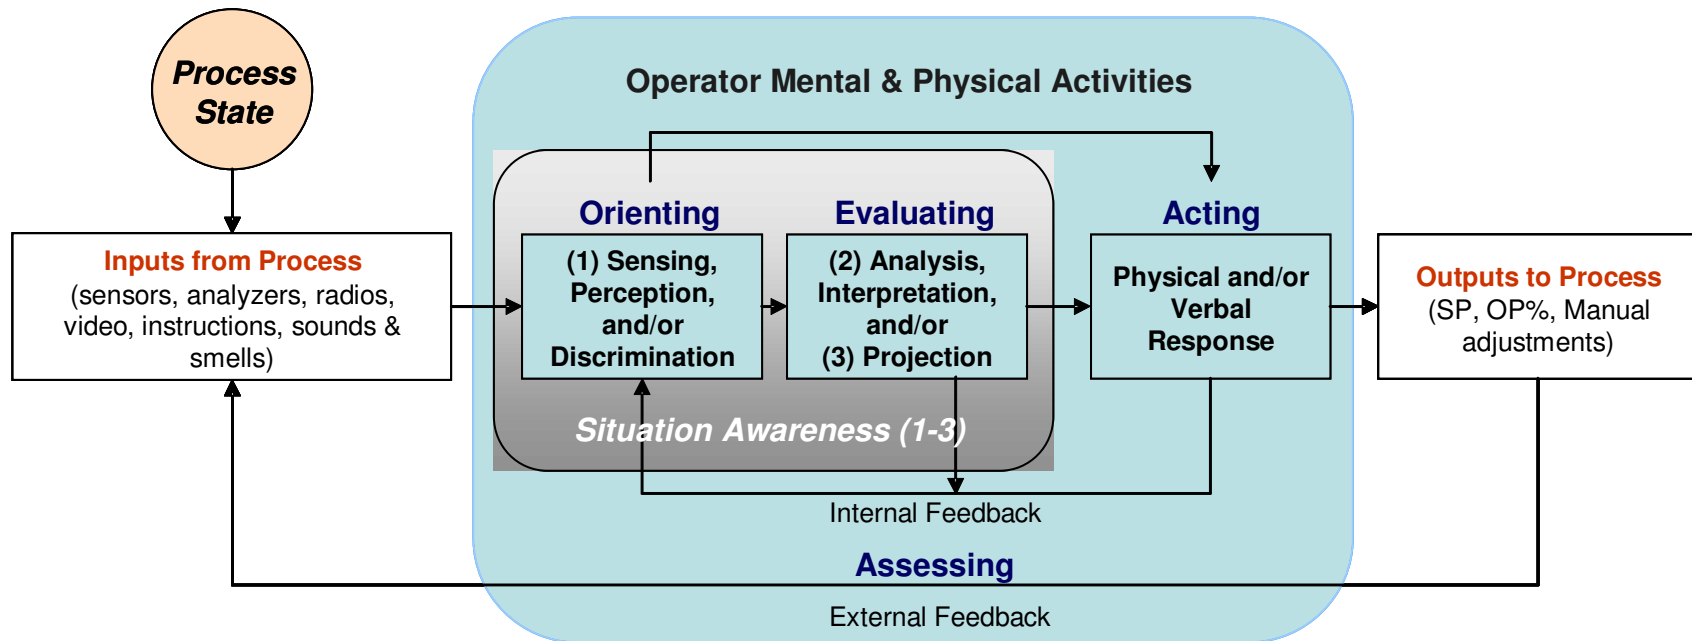 Process
State
Operator Mental & Physical Activities
Orienting
Evaluating
Acting
Inputs from Process
(sensors, analyzers, radios,
video, instructions, sounds &
smells)
(1) Sensing,
Perception,
and/or
Discrimination
(2) Analysis,
Interpretation,
and/or
(3) Projection
Physical and/or
Verbal
Response
Outputs to Process
(SP, OP%, Manual
adjustments)
Situation Awareness (1-3)
Internal Feedback
Assessing
External Feedback